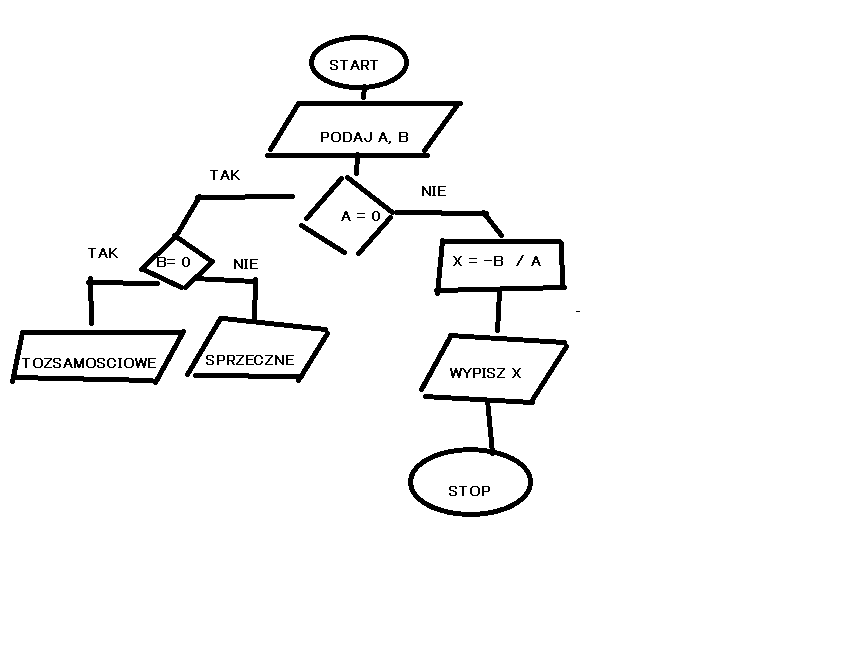 START
PODAJ A, B
TAK
NIE
A = 0
TAK
B= 0
NIE
X = -B / A
TOZSAMOSCIOWE
SPRZECZNE
WYPISZ X
STOP